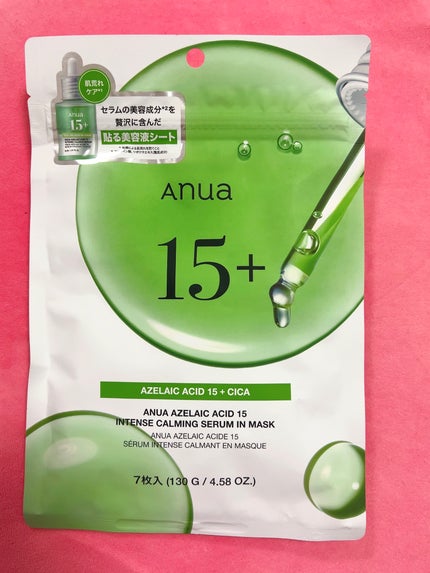 肌荒れ
ケア*1
セラムの美容成分*2を
贅沢に含んだ
貼る美容液シート
Anua
15+
Anua
15+
AZELAIC ACID 15 + CICA
ANUA AZELAIC ACID 15
INTENSE CALMING SERUM IN MASK
ANUA AZELAIC ACIDE 15
SÉRUM INTENSE CALMANT EN MASQUE
7枚入 (130 G / 4.58 OZ.)